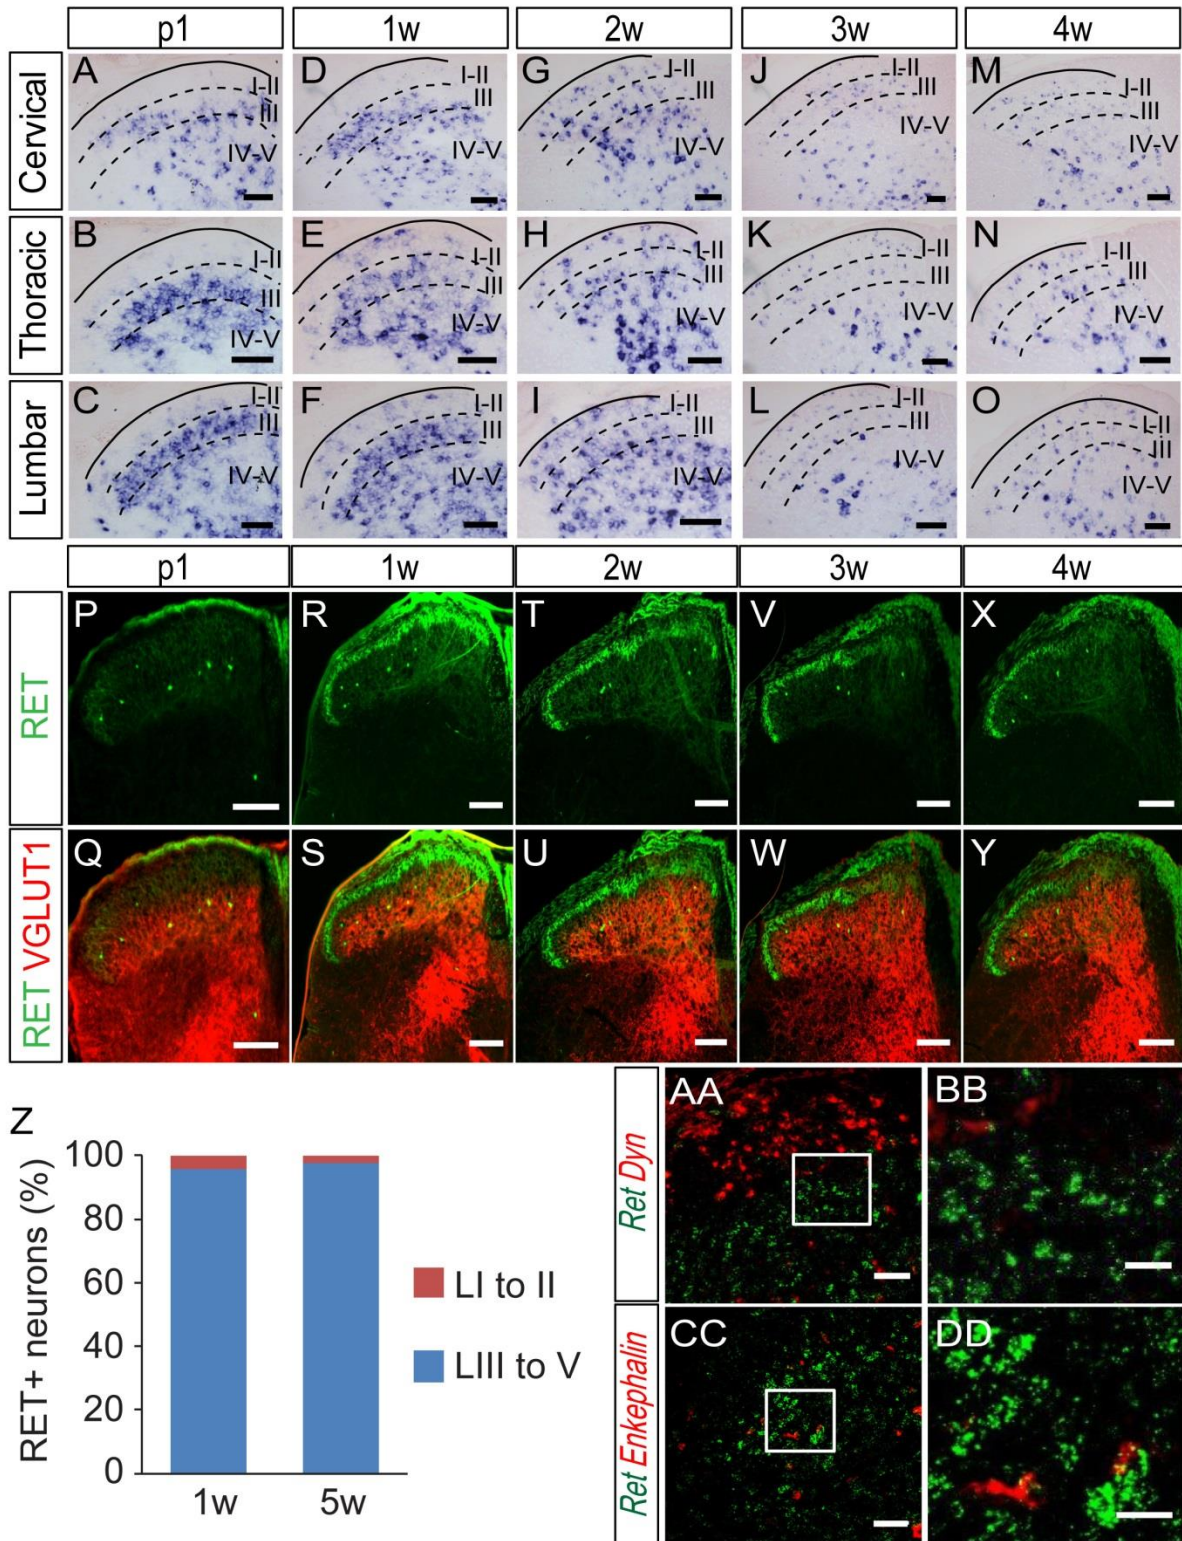 p1 1w 2w 3w 4w
Cervical
A D G J M
I-II I-II I-II I-II I-II
III III III III III
IV-V IV-V IV-V IV-V IV-V
Thoracic
B E H K N
I-II I-II I-II I-II I-II
III III III III III
IV-V IV-V IV-V IV-V IV-V
Lumbar
C F I L O
I-II I-II I-II I-II I-II
III III III III III
IV-V IV-V IV-V IV-V IV-V
p1 1w 2w 3w 4w
RET
P R T V X
RET VGLUT1
Q S U W Y
Z
RET+ neurons (%)
100
80
60
40
20
0
1w 5w
LI to II
LIII to V
Ret Dyn
AA BB
Ret Enkephalin
CC DD